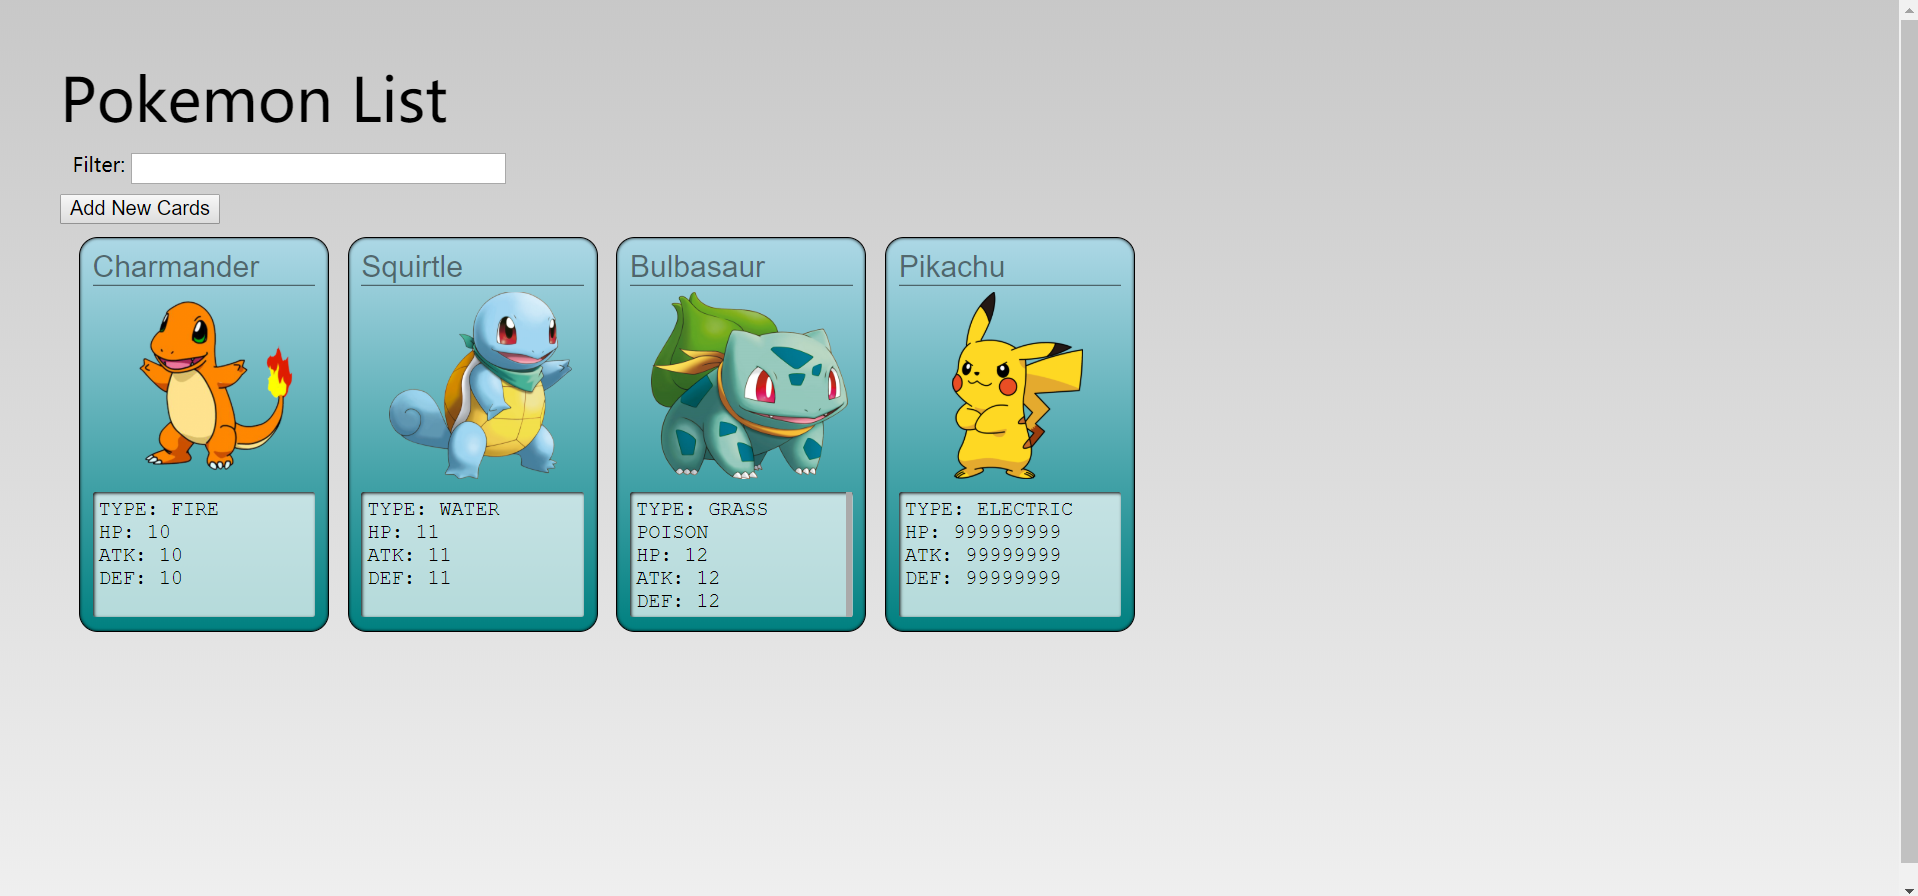 Pokemon List
Filter:
Add New Cards
Charmander
TYPE: FIRE
HP: 10
ATK: 10
DEF: 10
Squirtle
TYPE: WATER
HP: 11
ATK: 11
DEF: 11
Bulbasaur
TYPE: GRASS
POISON
HP: 12
ATK: 12
DEF: 12
Pikachu
TYPE: ELECTRIC
HP: 999999999
ATK: 99999999
DEF: 99999999